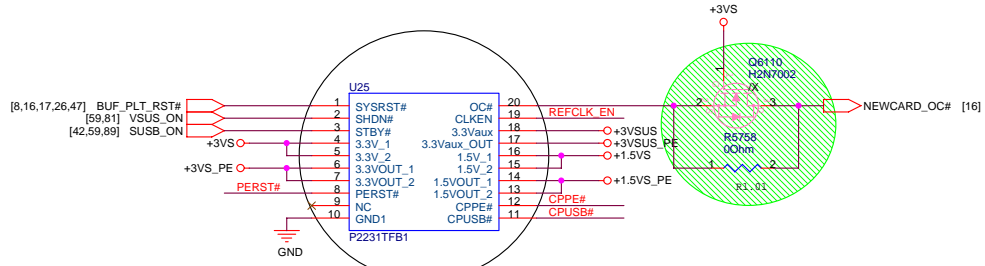 +3VS
Q6110
H2N7002
/X
1
2
3
U25
[8,16,17,26,47] BUF_PLT_RST# 1 SYSRST# OC# 20 NEWCARD_OC# [16]
[59,81] VSUS_ON 2 SHDN# CLKEN 19 REFCLK_EN
[42,59,89] SUSB_ON 3 STBY# 3.3Vaux 18 +3VSUS
+3VS 4 3.3V_1 3.3Vaux_OUT 17 +3VSUS_PE
5 3.3V_2 1.5V_1 16 +1.5VS
+3VS_PE 6 3.3VOUT_1 1.5V_2 15
7 3.3VOUT_2 1.5VOUT_1 14 +1.5VS_PE
PERST# 8 PERST# 1.5VOUT_2 13
9 NC CPPE# 12 CPPE#
10 GND1 CPUSB# 11 CPUSB#
P2231TFB1
GND
R5758
0Ohm
1 2
R1.01